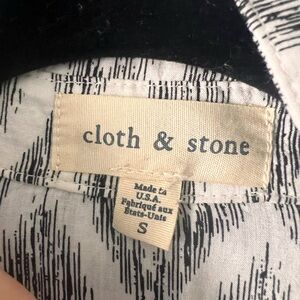 cloth & stone
Made in
U.S.A.
Fabriqué aux
États-Unis
S